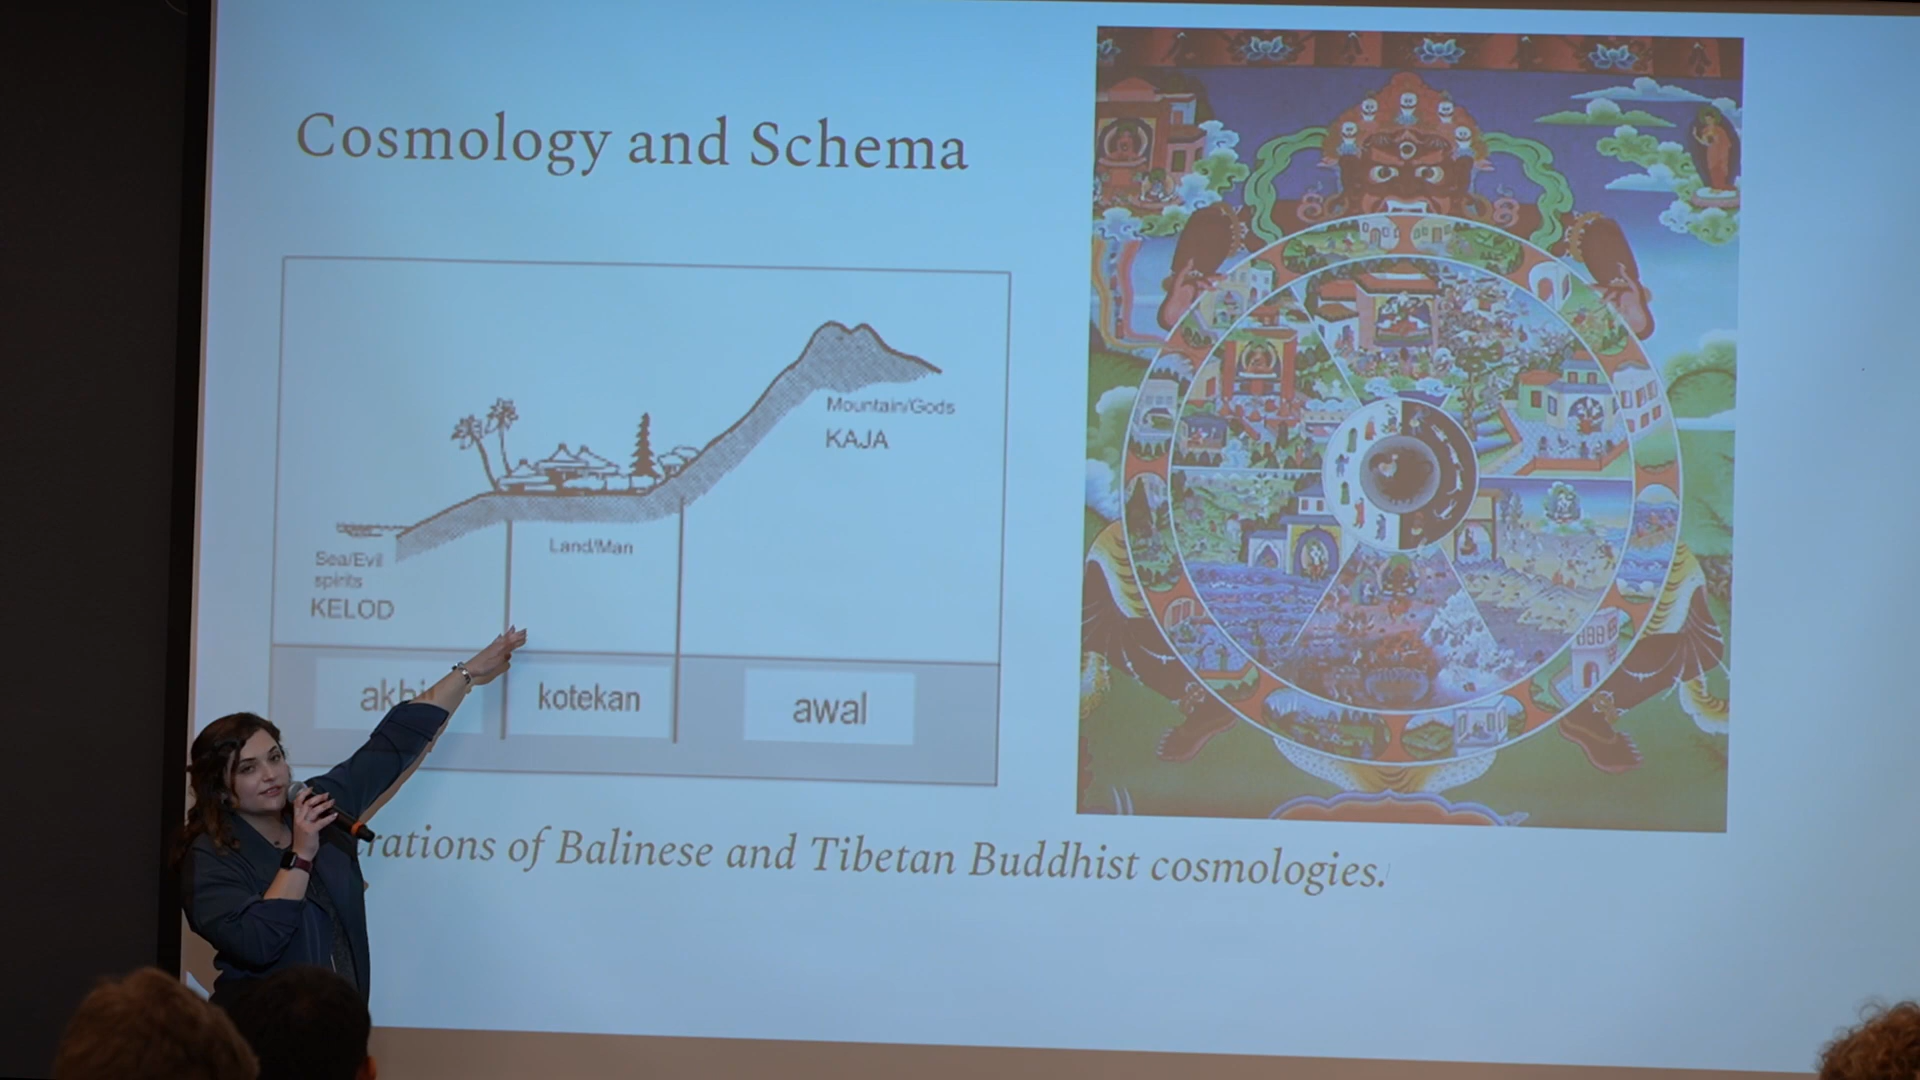 Cosmology and Schema
Mountain/Gods
KAJA
Land/Man
Sea/Evil
spirits
KELOD
kotekan
awal
of Balinese and Tibetan Buddhist cosmologies.